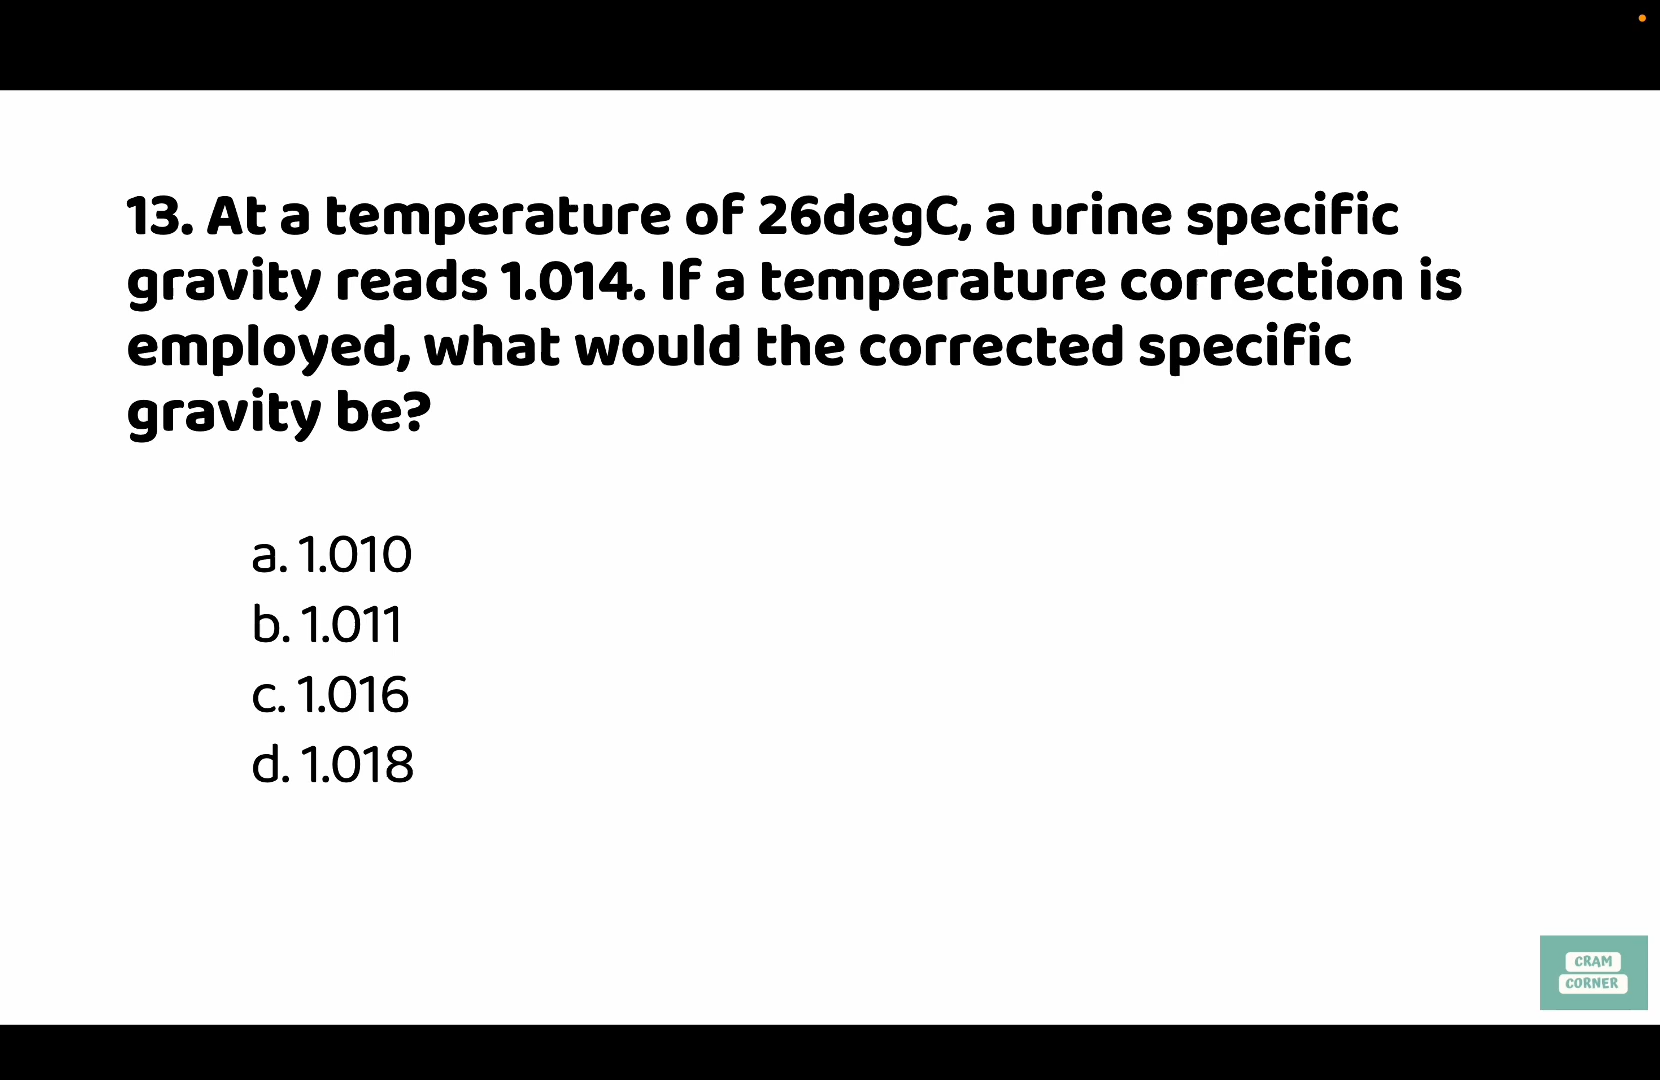 13. At a temperature of 26degC, a urine specific
gravity reads 1.014. If a temperature correction is
employed, what would the corrected specific
gravity be?
a. 1.010
b. 1.011
c. 1.016
d. 1.018
CRAM
CORNER